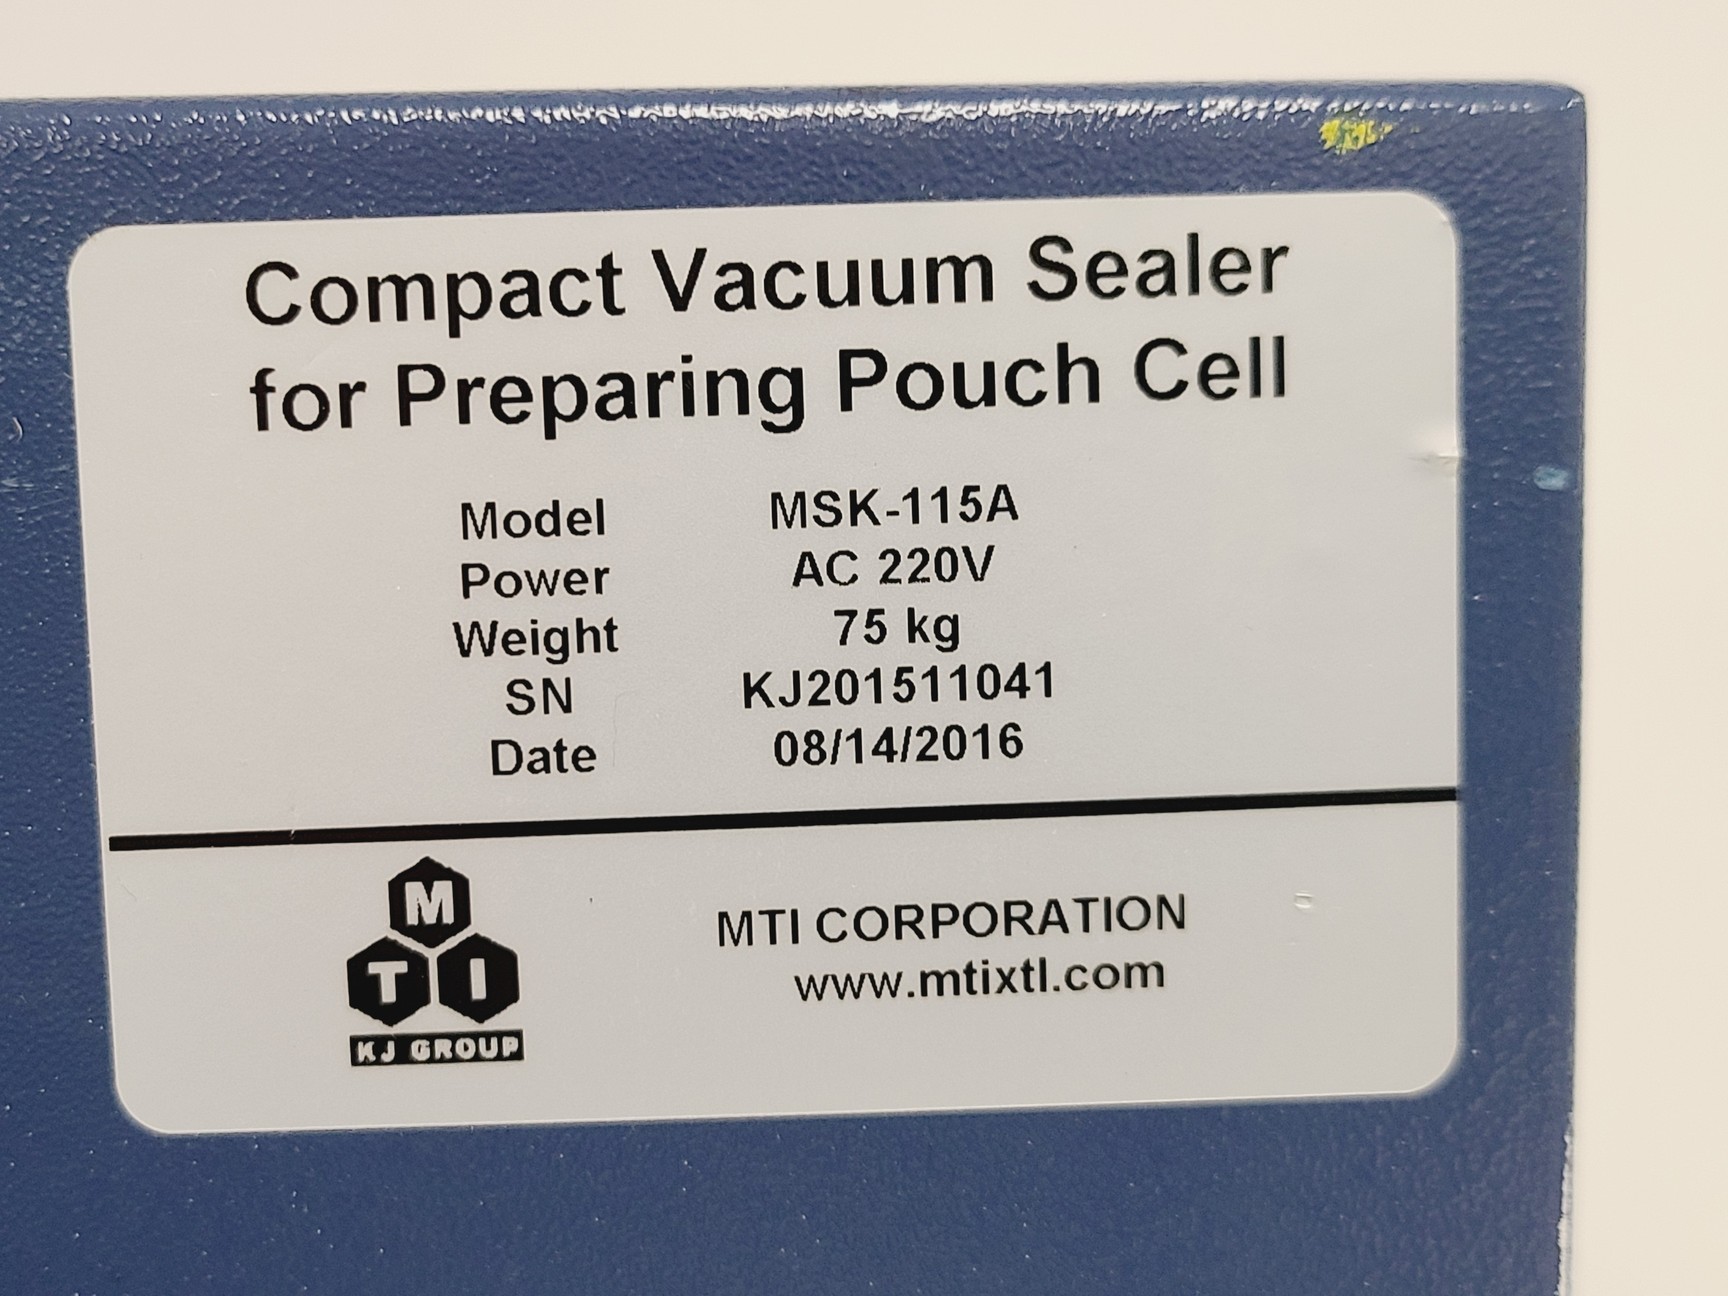 Compact Vacuum Sealer
for Preparing Pouch Cell
Model MSK-115A
Power AC 220V
Weight 75 kg
SN KJ201511041
Date 08/14/2016
M
TI
KJ GROUP
MTI CORPORATION
www.mtixtl.com